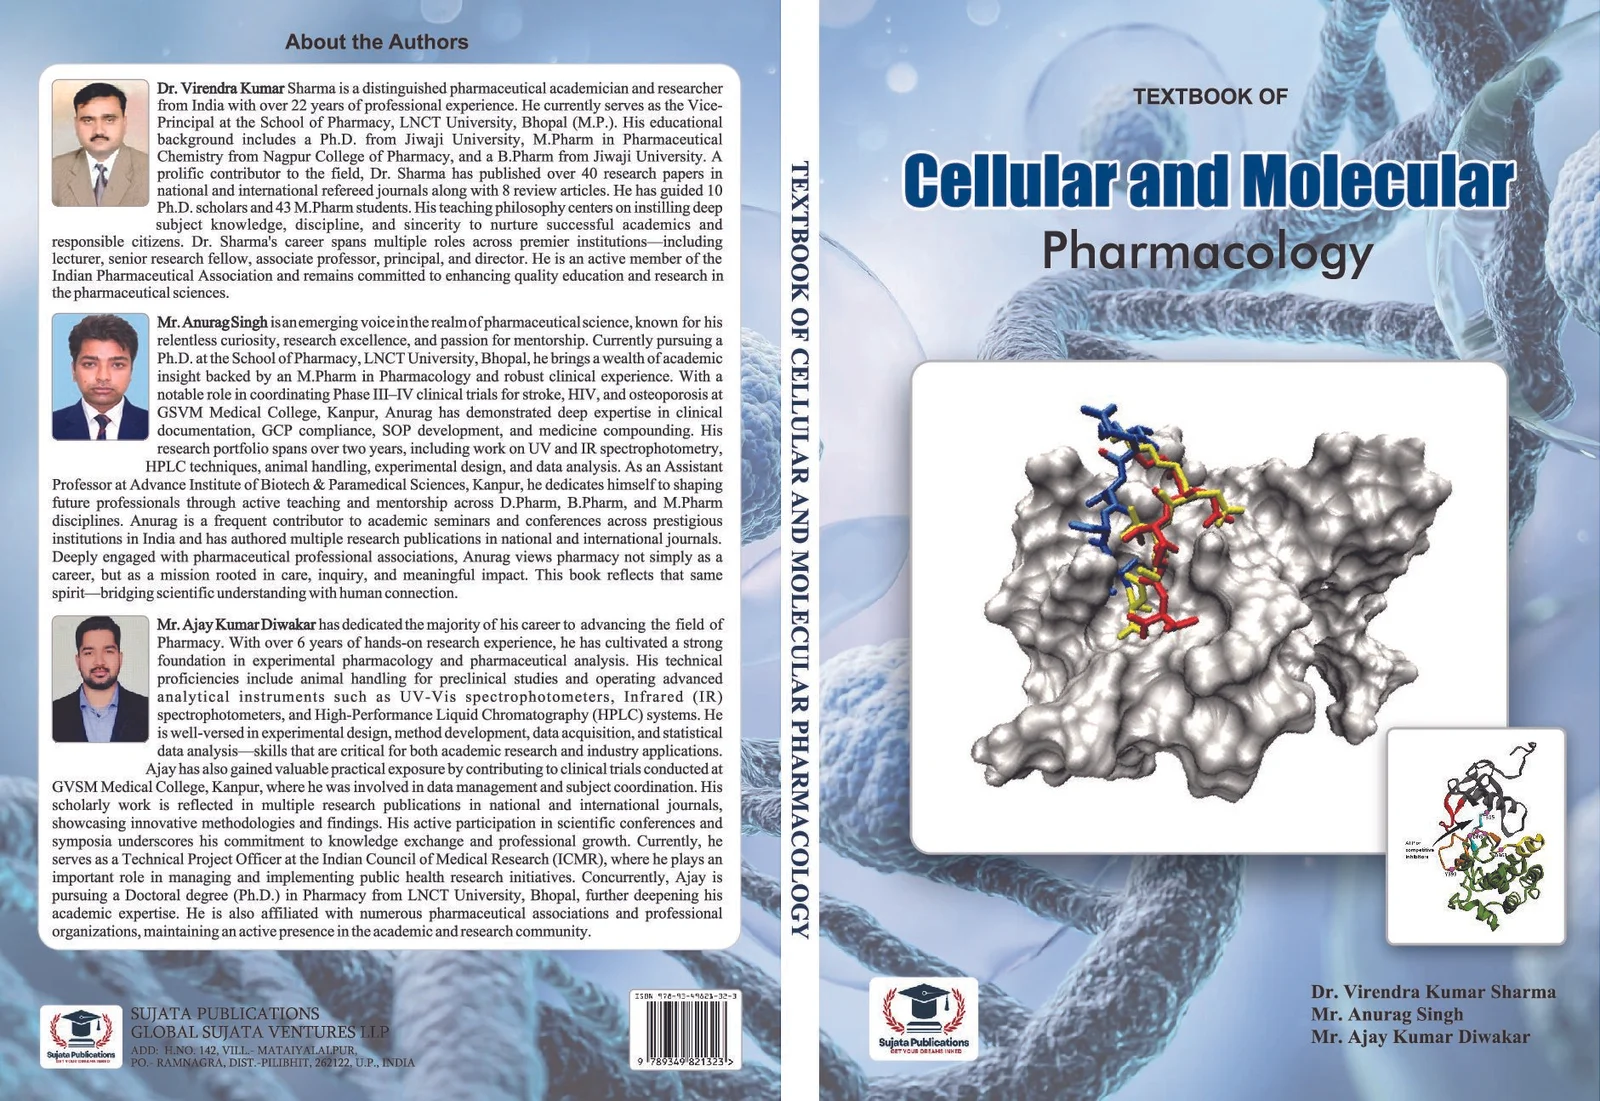 About the Authors
Dr. Virendra Kumar Sharma is a distinguished pharmaceutical academician and researcher
from India with over 22 years of professional experience. He currently serves as the Vice-
Principal at the School of Pharmacy, LNCT University, Bhopal (M.P.). His educational
background includes a Ph.D. from Jiwaji University, M.Pharm in Pharmaceutical
Chemistry from Nagpur College of Pharmacy, and a B.Pharm from Jiwaji University. A
prolific contributor to the field, Dr. Sharma has published over 40 research papers in
national and international refereed journals along with 8 review articles. He has guided 10
Ph.D. scholars and 43 M.Pharm students. His teaching philosophy centers on instilling deep
subject knowledge, discipline, and sincerity to nurture successful academics and
responsible citizens. Dr. Sharma's career spans multiple roles across premier institutions—including
lecturer, senior research fellow, associate professor, principal, and director. He is an active member of the
Indian Pharmaceutical Association and remains committed to enhancing quality education and research in
the pharmaceutical sciences.
Mr. Anurag Singh is an emerging voice in the realm of pharmaceutical science, known for his
relentless curiosity, research excellence, and passion for mentorship. Currently pursuing a
Ph.D. at the School of Pharmacy, LNCT University, Bhopal, he brings a wealth of academic
insight backed by an M.Pharm in Pharmacology and robust clinical experience. With a
notable role in coordinating Phase III–IV clinical trials for stroke, HIV, and osteoporosis at
GSVM Medical College, Kanpur, Anurag has demonstrated deep expertise in clinical
documentation, GCP compliance, SOP development, and medicine compounding. His
research portfolio spans over two years, including work on UV and IR spectrophotometry,
HPLC techniques, animal handling, experimental design, and data analysis. As an Assistant
Professor at Advance Institute of Biotech & Paramedical Sciences, Kanpur, he dedicates himself to shaping
future professionals through active teaching and mentorship across D.Pharm, B.Pharm, and M.Pharm
disciplines. Anurag is a frequent contributor to academic seminars and conferences across prestigious
institutions in India and has authored multiple research publications in national and international journals.
Deeply engaged with pharmaceutical professional associations, Anurag views pharmacy not simply as a
career, but as a mission rooted in care, inquiry, and meaningful impact. This book reflects that same
spirit—bridging scientific understanding with human connection.
Mr. Ajay Kumar Diwakar has dedicated the majority of his career to advancing the field of
Pharmacy. With over 6 years of hands-on research experience, he has cultivated a strong
foundation in experimental pharmacology and pharmaceutical analysis. His technical
proficiencies include animal handling for preclinical studies and operating advanced
analytical instruments such as UV-Vis spectrophotometers, Infrared (IR)
spectrophotometers, and High-Performance Liquid Chromatography (HPLC) systems. He
is well-versed in experimental design, method development, data acquisition, and statistical
data analysis—skills that are critical for both academic research and industry applications.
Ajay has also gained valuable practical exposure by contributing to clinical trials conducted at
GVSM Medical College, Kanpur, where he was involved in data management and subject coordination. His
scholarly work is reflected in multiple research publications in national and international journals,
showcasing innovative methodologies and findings. His active participation in scientific conferences and
symposia underscores his commitment to knowledge exchange and professional growth. Currently, he
serves as a Technical Project Officer at the Indian Council of Medical Research (ICMR), where he plays an
important role in managing and implementing public health research initiatives. Concurrently, Ajay is
pursuing a Doctoral degree (Ph.D.) in Pharmacy from LNCT University, Bhopal, further deepening his
academic expertise. He is also affiliated with numerous pharmaceutical associations and professional
organizations, maintaining an active presence in the academic and research community.
Sujata Publications
GET YOUR DREAMS INKED
SUJATA PUBLICATIONS
GLOBAL SUJATA VENTURES LLP
ADD: H.NO. 142, VILL.- MATAIYALALPUR,
PO.- RAMNAGRA, DIST.-PILIBHIT, 262122, U.P., INDIA
ISBN 978-93-49821-32-3
9 789349 821323 >
TEXTBOOK OF CELLULAR AND MOLECULAR PHARMACOLOGY
TEXTBOOK OF
Cellular and Molecular
Pharmacology
ATP or
competitive
inhibitors
Dr. Virendra Kumar Sharma
Mr. Anurag Singh
Mr. Ajay Kumar Diwakar
Sujata Publications
GET YOUR DREAMS INKED